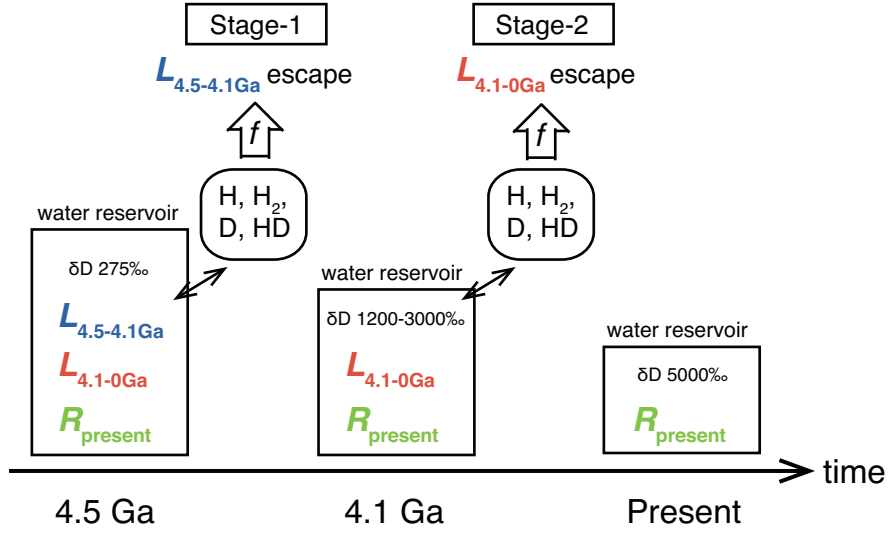 Stage-1
L4.5-4.1Ga escape
f
H, H2,
D, HD
water reservoir
δD 275‰
L4.5-4.1Ga
L4.1-0Ga
Rpresent
4.5 Ga
Stage-2
L4.1-0Ga escape
f
H, H2,
D, HD
water reservoir
δD 1200-3000‰
L4.1-0Ga
Rpresent
4.1 Ga
water reservoir
δD 5000‰
Rpresent
Present
time